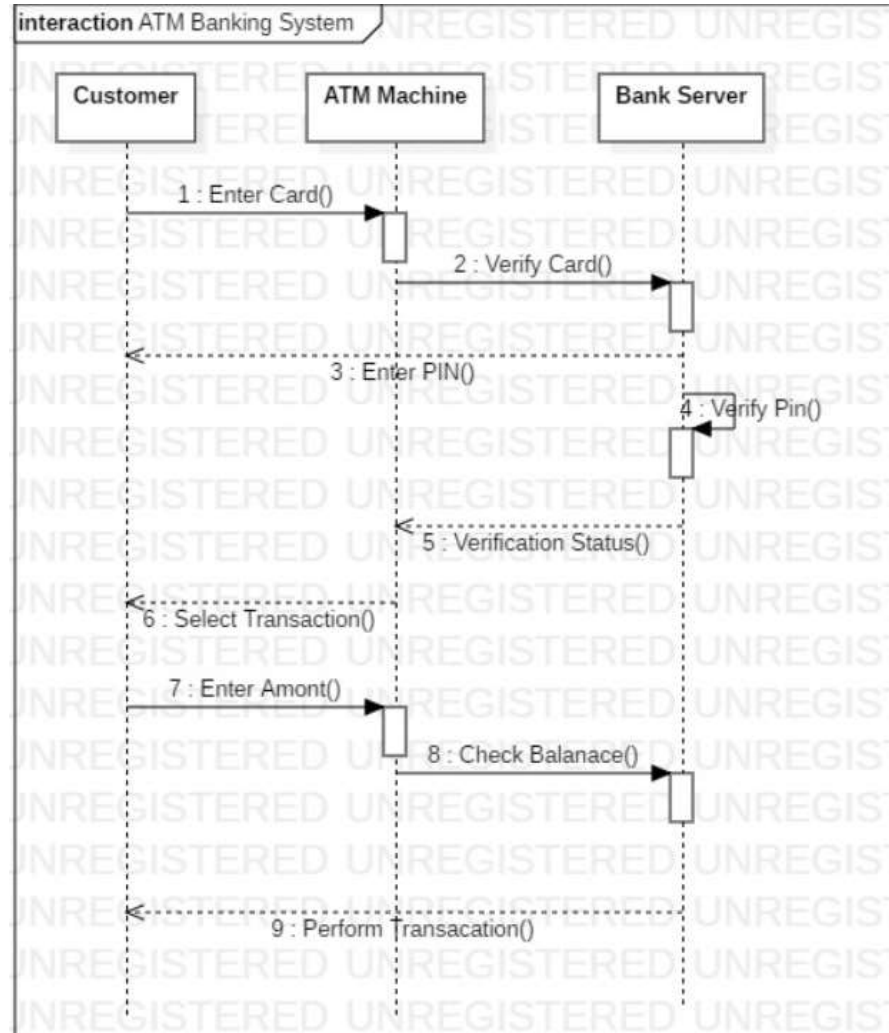 interaction ATM Banking System
Customer ATM Machine Bank Server
1 : Enter Card()
2 : Verify Card()
3 : Enter PIN()
4 : Verify Pin()
5 : Verification Status()
6 : Select Transaction()
7 : Enter Amont()
8 : Check Balanace()
9 : Perform Transacation()
UNREGISTERED